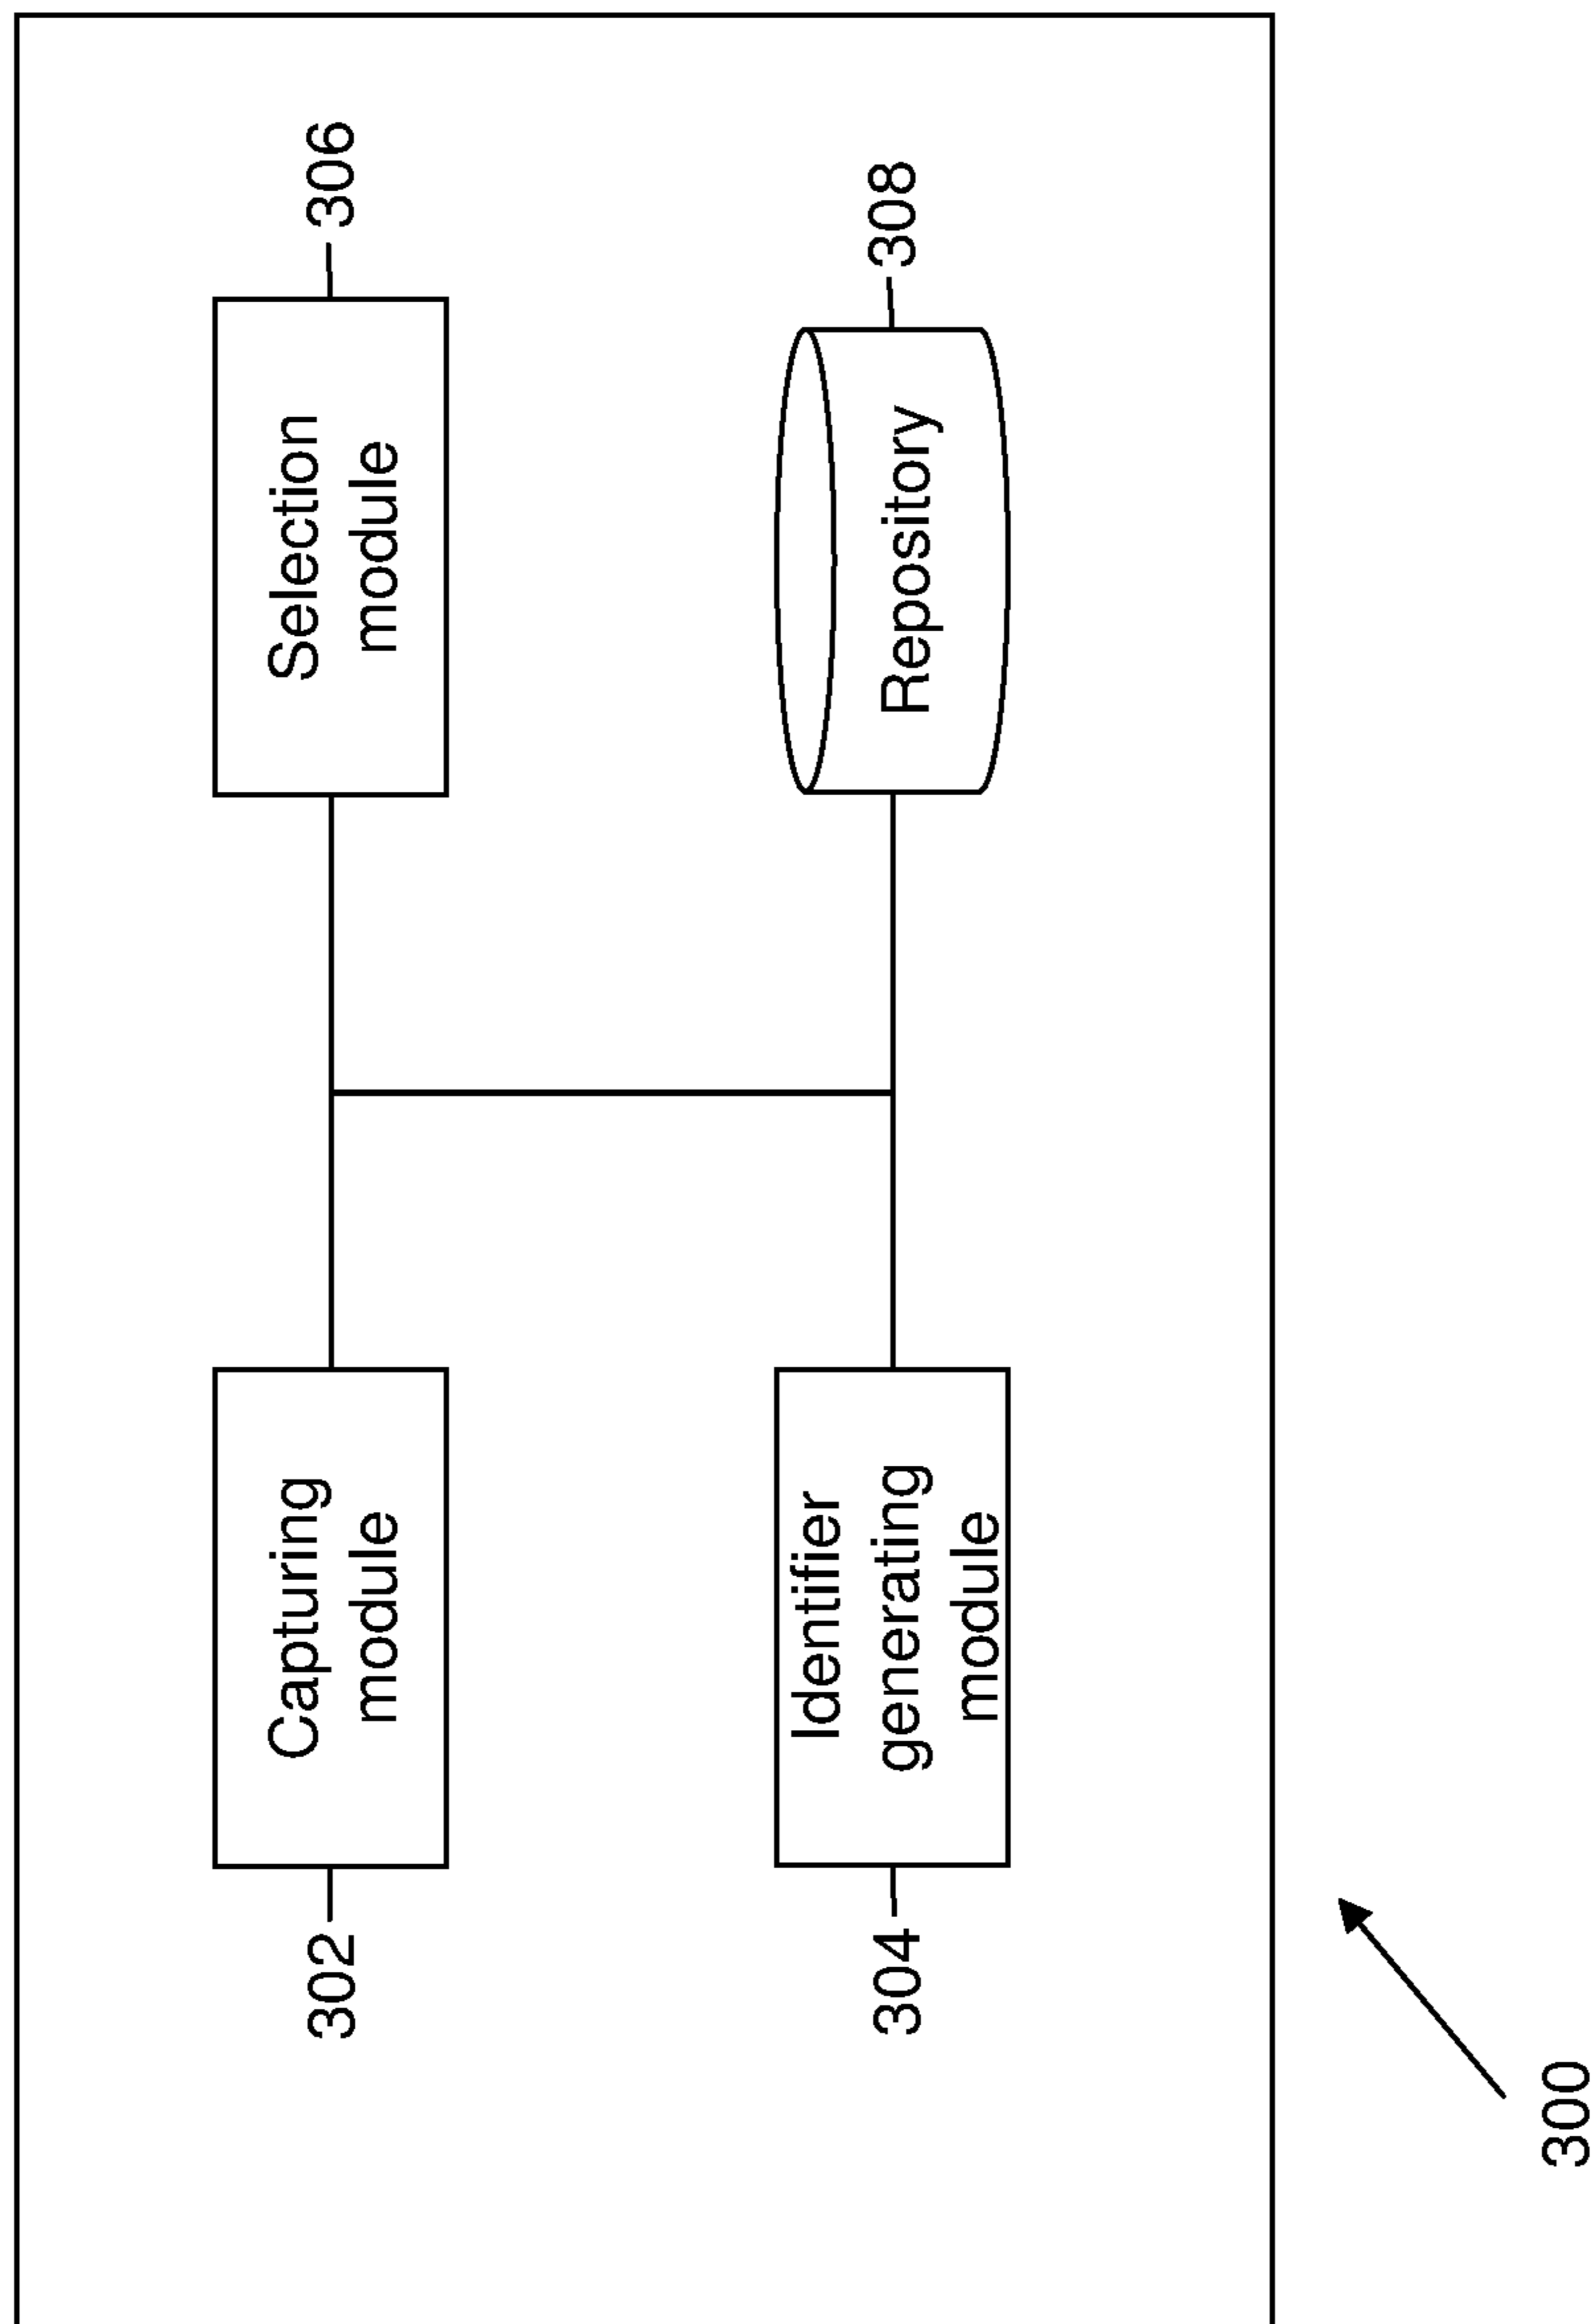 302
Capturing
module
Selection
module
306
304
Identifier
generating
module
Repository
308
300